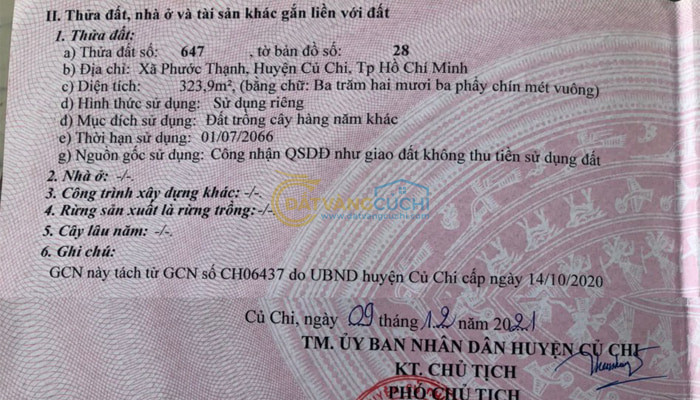 II. Thửa đất, nhà ở và tài sản khác gắn liền với đất
1. Thửa đất:
a) Thửa đất số: 647 , tờ bản đồ số: 28
b) Địa chỉ: Xã Phước Thạnh, Huyện Củ Chi, Tp Hồ Chí Minh
c) Diện tích: 323,9m², (bằng chữ: Ba trăm hai mươi ba phẩy chín mét vuông)
d) Hình thức sử dụng: Sử dụng riêng
đ) Mục đích sử dụng: Đất trồng cây hàng năm khác
e) Thời hạn sử dụng: 01/07/2066
g) Nguồn gốc sử dụng: Công nhận QSDĐ như giao đất không thu tiền sử dụng đất
2. Nhà ở: -/-.
3. Công trình xây dựng khác: -/-.
4. Rừng sản xuất là rừng trồng:-/-.
ĐẤTVÀNGCỦCHI
www.datvangcuchi.com
5. Cây lâu năm: -/-.
6. Ghi chú:
GCN này tách từ GCN số CH06437 do UBND huyện Củ Chi cấp ngày 14/10/2020
Củ Chi, ngày 09 tháng 12 năm 2021
TM. ỦY BAN NHÂN DÂN HUYỆN CỦ CHI
KT. CHỦ TỊCH
PHÓ CHỦ TỊCH